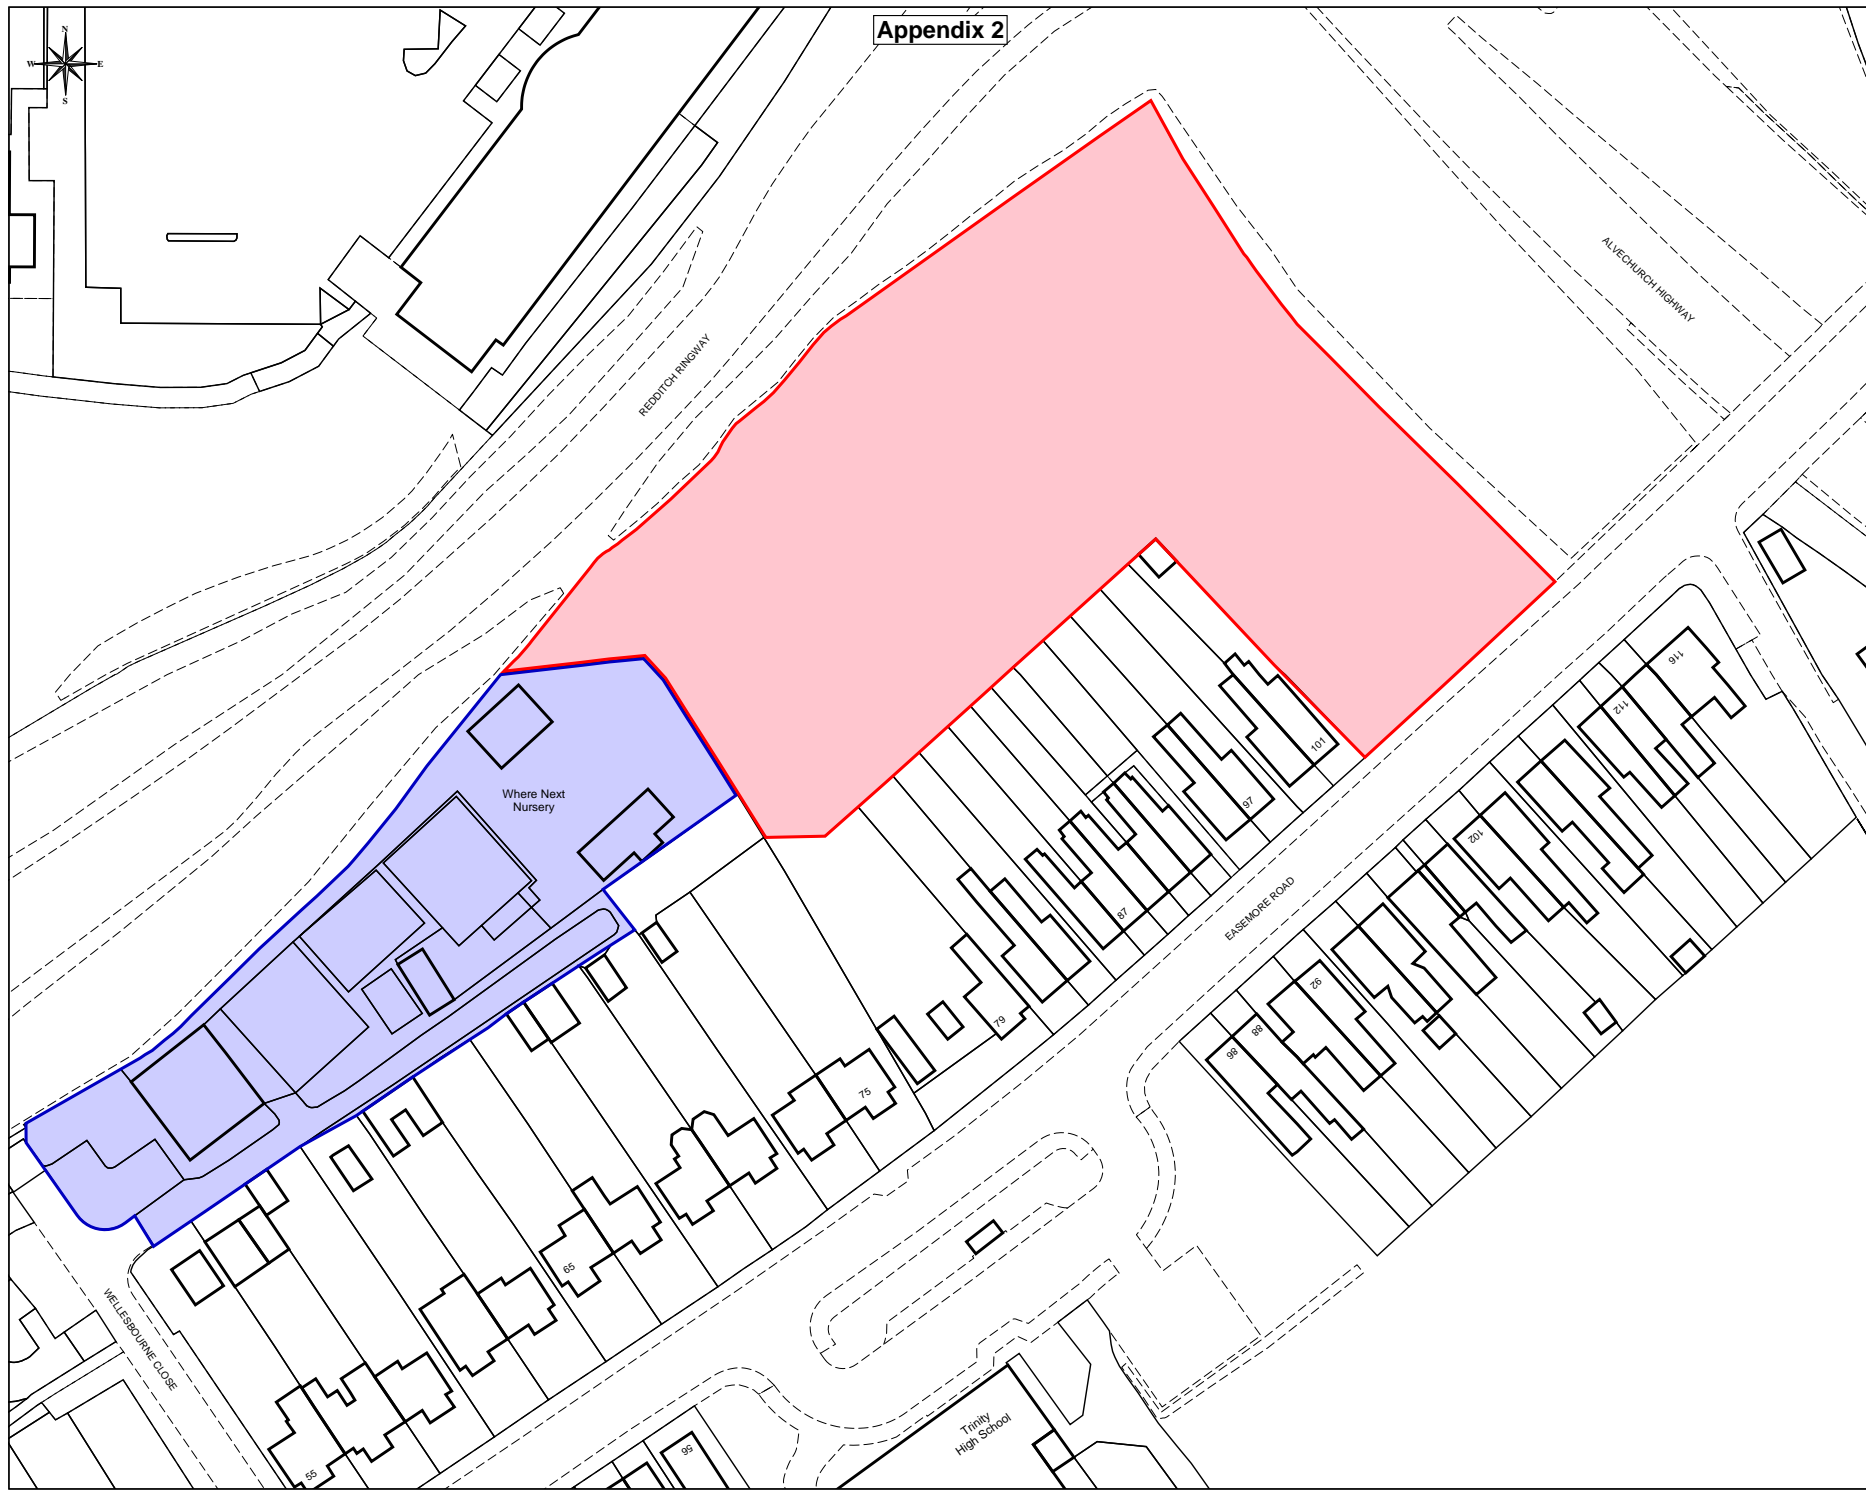 Appendix 2
N
W
E
S
ALVECHURCH HIGHWAY
REDDITCH RINGWAY
Where Next
Nursery
116
112
101
102
97
87
EASEMORE ROAD
92
79
88
86
75
65
WELLESBOURNE CLOSE
Trinity
High School
56
55